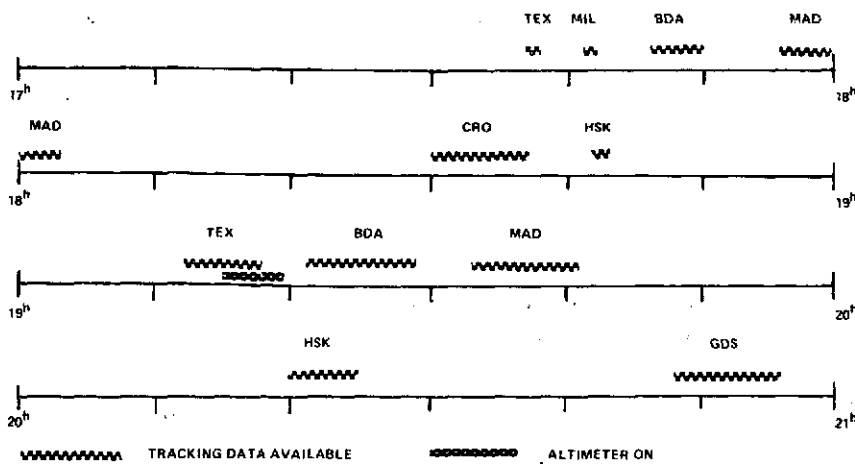 TEX MIL BDA MAD
17h 18h
MAD CRO HSK
18h 19h
TEX BDA MAD
19h 20h
HSK GDS
20h 21h
TRACKING DATA AVAILABLE ALTIMETER ON